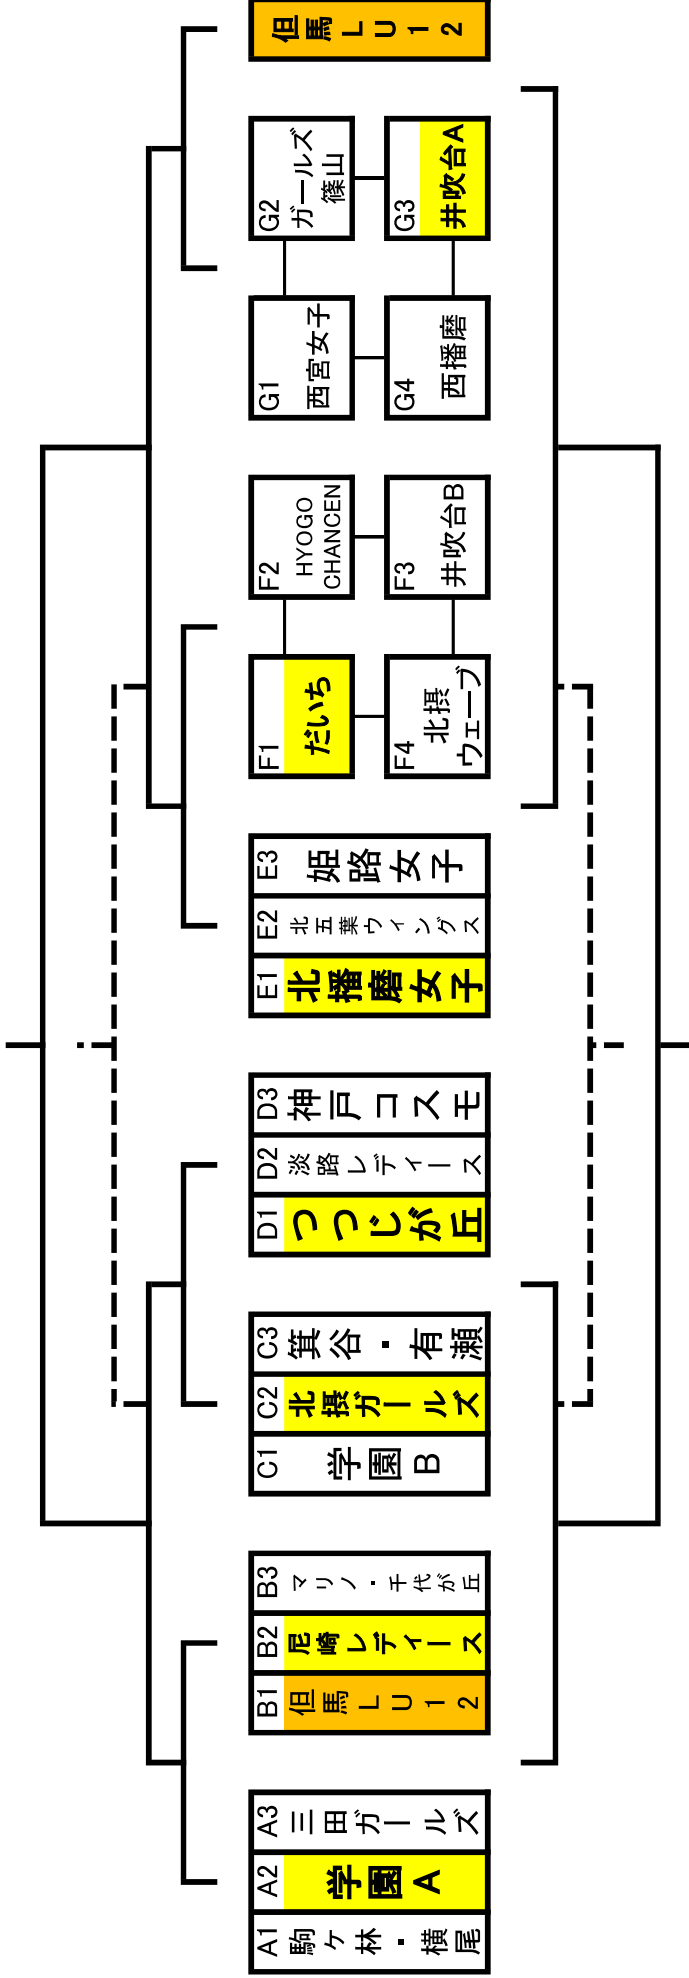 A1
駒ヶ林・横尾
A2
学園A
A3
三田ガールズ
B1
但馬LU12
B2
尼崎レディース
B3
マリノ・千代が丘
C1
学園B
C2
北摂ガールズ
C3
箕谷・有瀬
D1
つつじが丘
D2
淡路レディース
D3
神戸コスモ
E1
北播磨女子
E2
北五葉ウィングス
E3
姫路女子
F1
だいち
F2
HYOGO
CHANCEN
F4
北摂
ウェーブ
F3
井吹台B
G1
西宮女子
G2
ガールズ
篠山
G4
西播磨
G3
井吹台A
但馬LU12